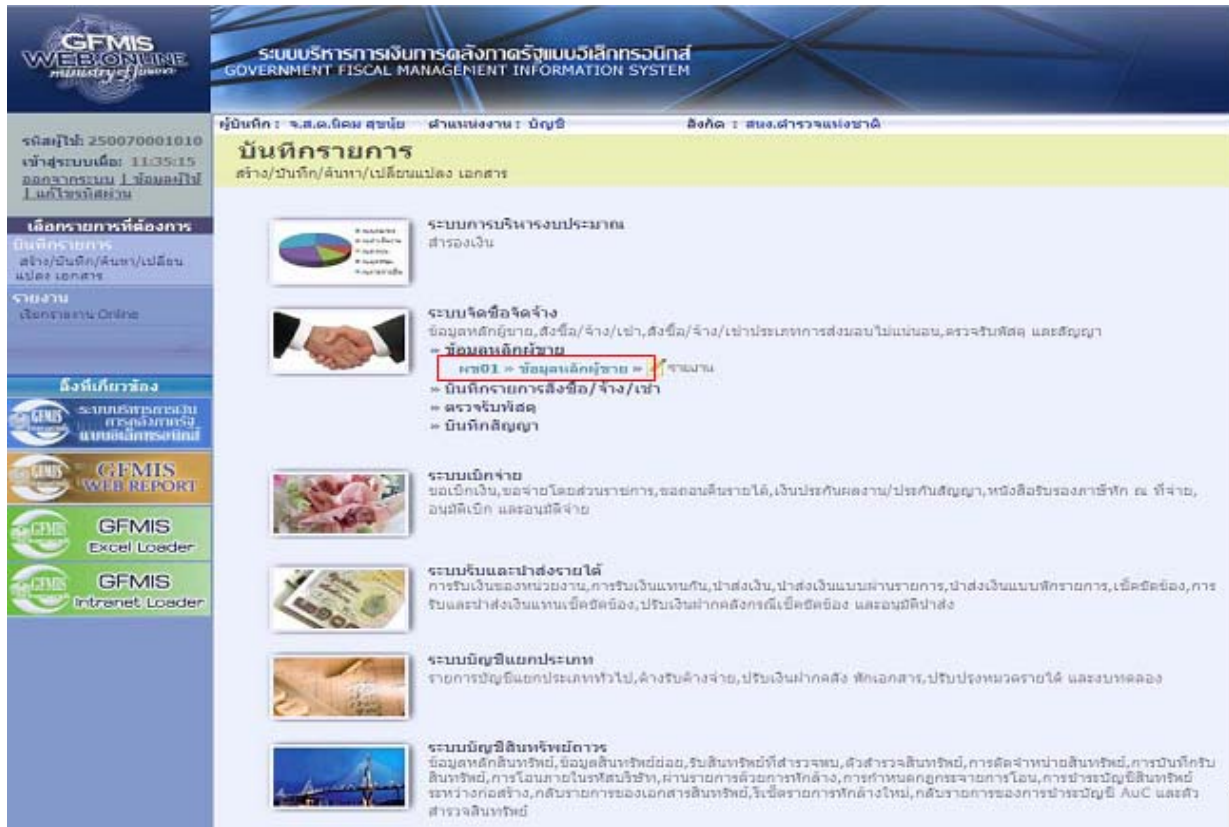 GFMIS
WEB ONLINE
ministry of finance
ระบบบริหารการเงินการคลังภาครัฐแบบอิเล็กทรอนิกส์
GOVERNMENT FISCAL MANAGEMENT INFORMATION SYSTEM
ผู้บันทึก : จ.ส.ต.นิคม สุขนุ้ย ตำแหน่งงาน : บัญชี สังกัด : สนง.ตำรวจแห่งชาติ
รหัสผู้ใช้: 250070001010
เข้าสู่ระบบเมื่อ: 11:35:15
ออกจากระบบ | ข้อมูลผู้ใช้
| แก้ไขรหัสผ่าน
เลือกรายการที่ต้องการ
บันทึกรายการ
สร้าง/บันทึก/ค้นหา/เปลี่ยน
แปลง เอกสาร
รายงาน
เรียกรายงาน Online
ลิ้งที่เกี่ยวข้อง
GFMIS
ระบบบริหารการเงิน
การคลังภาครัฐ
แบบอิเล็กทรอนิกส์
GFMIS
GFMIS
WEB REPORT
GFMIS
GFMIS
Excel Loader
GFMIS
GFMIS
Intranet Loader
บันทึกรายการ
สร้าง/บันทึก/ค้นหา/เปลี่ยนแปลง เอกสาร
ระบบการบริหารงบประมาณ
สำรองเงิน
ระบบจัดซื้อจัดจ้าง
ข้อมูลหลักผู้ขาย,สั่งซื้อ/จ้าง/เช่า,สั่งซื้อ/จ้าง/เช่าประเภทการส่งมอบไม่แน่นอน,ตรวจรับพัสดุ และสัญญา
» ข้อมูลหลักผู้ขาย
ผข01 » ข้อมูลหลักผู้ขาย » รายงาน
» บันทึกรายการสั่งซื้อ/จ้าง/เช่า
» ตรวจรับพัสดุ
» บันทึกสัญญา
ระบบเบิกจ่าย
ขอเบิกเงิน,ขอจ่ายโดยส่วนราชการ,ขอถอนคืนรายได้,เงินประกันผลงาน/ประกันสัญญา,หนังสือรับรองภาษีหัก ณ ที่จ่าย,
อนุมัติเบิก และอนุมัติจ่าย
ระบบรับและนำส่งรายได้
การรับเงินของหน่วยงาน,การรับเงินแทนกัน,นำส่งเงิน,นำส่งเงินแบบผ่านรายการ,นำส่งเงินแบบพักรายการ,เช็คขัดข้อง,การ
รับและนำส่งเงินแทนเช็คขัดข้อง,ปรับเงินฝากคลังกรณีเช็คขัดข้อง และอนุมัตินำส่ง
ระบบบัญชีแยกประเภท
รายการบัญชีแยกประเภททั่วไป,ค้างรับค้างจ่าย,ปรับเงินฝากคลัง พักเอกสาร,ปรับปรุงหมวดรายได้ และงบทดลอง
ระบบบัญชีสินทรัพย์ถาวร
ข้อมูลหลักสินทรัพย์,ข้อมูลสินทรัพย์ย่อย,รับสินทรัพย์ที่สำรวจพบ,ตัวสำรวจสินทรัพย์,การตัดจำหน่ายสินทรัพย์,การบันทึกรับ
สินทรัพย์,การโอนภายในรหัสบริษัท,ผ่านรายการด้วยการหักล้าง,การกำหนดกฎกระจายการโอน,การชำระบัญชีสินทรัพย์
ระหว่างก่อสร้าง,กลับรายการของเอกสารสินทรัพย์,รีเซ็ตรายการหักล้างใหม่,กลับรายการของการชำระบัญชี AuC และตัว
สำรวจสินทรัพย์